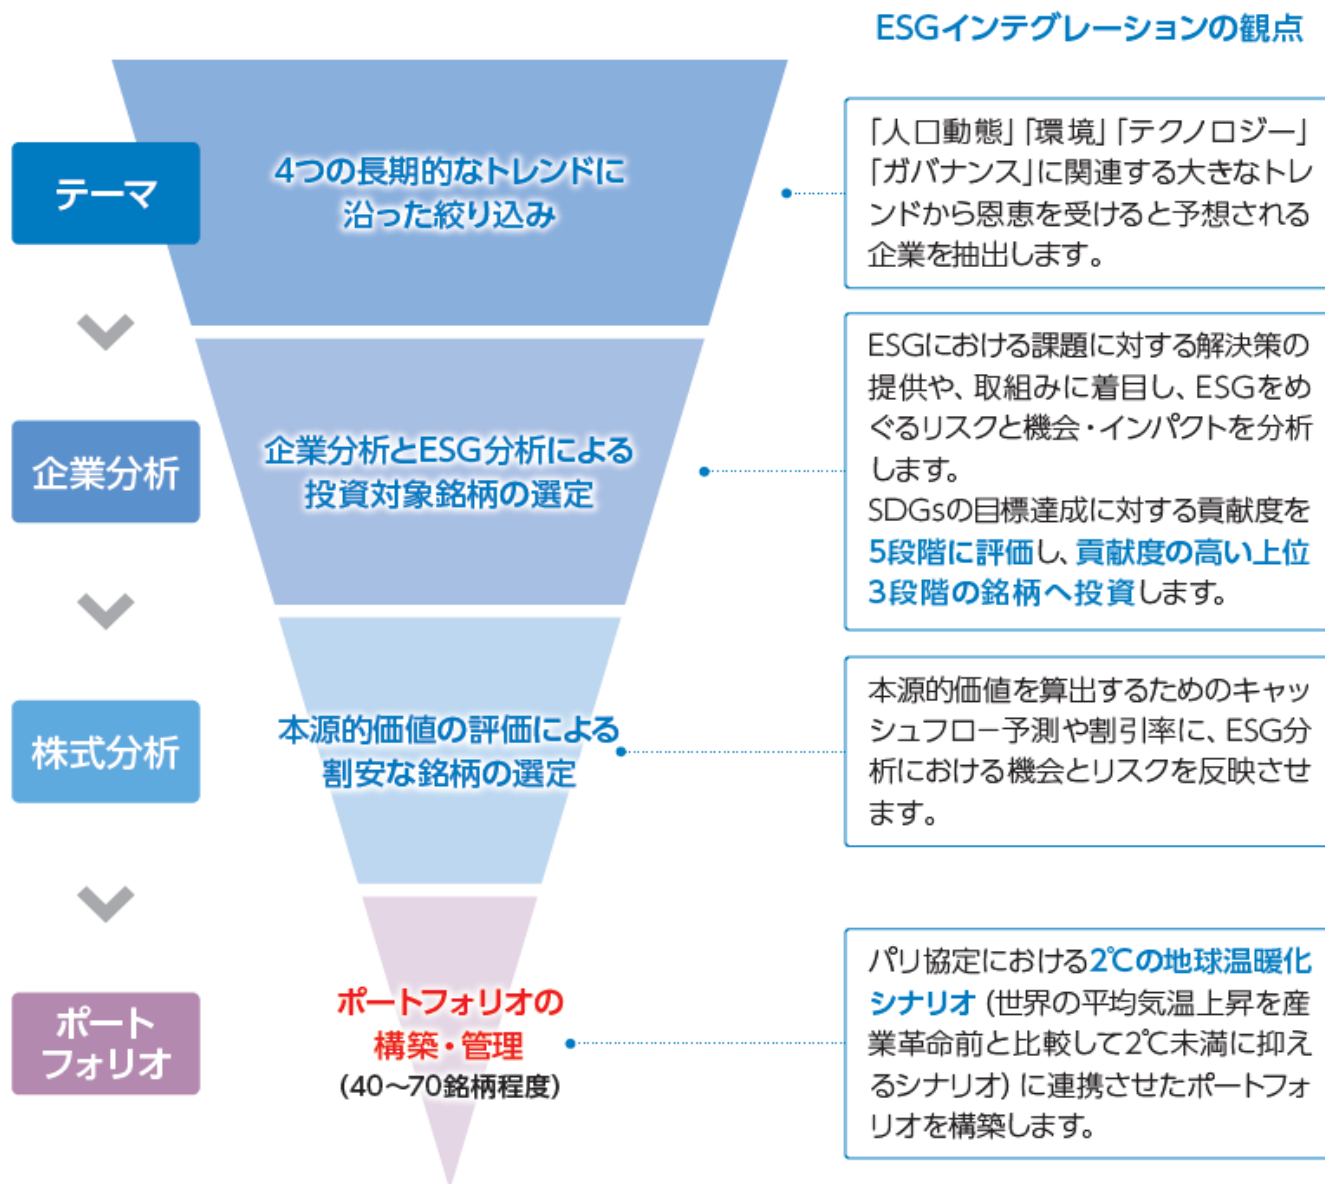 ESGインテグレーションの観点
テーマ
4つの長期的なトレンドに
沿った絞り込み
「人口動態」「環境」「テクノロジー」
「ガバナンス」に関連する大きなトレ
ンドから恩恵を受けると予想される
企業を抽出します。
企業分析
企業分析とESG分析による
投資対象銘柄の選定
ESGにおける課題に対する解決策の
提供や、取組みに着目し、ESGをめ
ぐるリスクと機会・インパクトを分析
します。
SDGsの目標達成に対する貢献度を
5段階に評価し、貢献度の高い上位
3段階の銘柄へ投資します。
株式分析
本源的価値の評価による
割安な銘柄の選定
本源的価値を算出するためのキャッ
シュフロー予測や割引率に、ESG分
析における機会とリスクを反映させ
ます。
ポート
フォリオ
ポートフォリオの
構築・管理
(40～70銘柄程度)
パリ協定における2℃の地球温暖化
シナリオ (世界の平均気温上昇を産
業革命前と比較して2℃未満に抑え
るシナリオ) に連携させたポートフォ
リオを構築します。